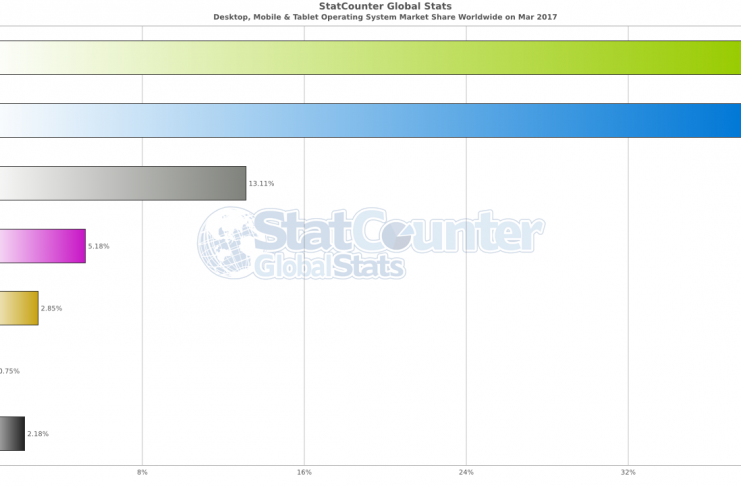 StatCounter Global Stats
Desktop, Mobile & Tablet Operating System Market Share Worldwide on Mar 2017
13.11%
StatCounter
GlobalStats
5.18%
2.85%
0.75%
2.18%
8%
16%
24%
32%